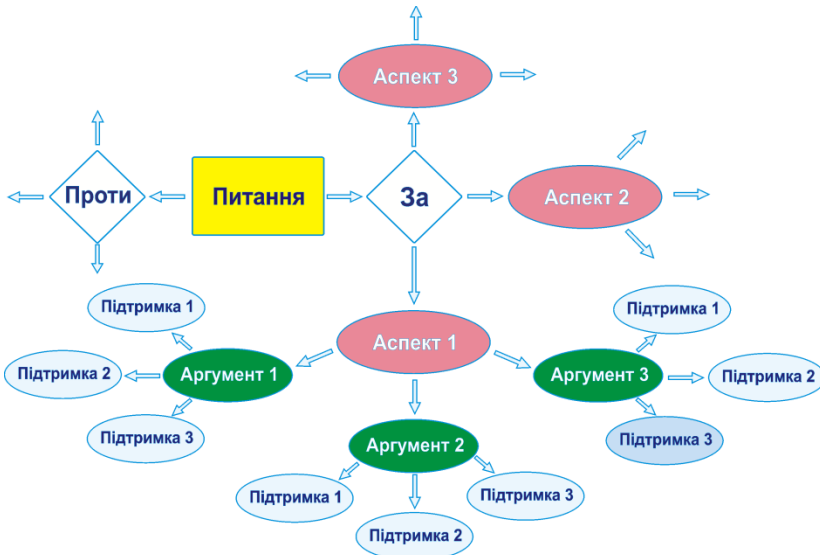 Аспект 3
Проти
Питання
За
Аспект 2
Підтримка 1
Аспект 1
Підтримка 1
Підтримка 2
Аргумент 1
Аргумент 3
Підтримка 2
Підтримка 3
Аргумент 2
Підтримка 3
Підтримка 1
Підтримка 3
Підтримка 2